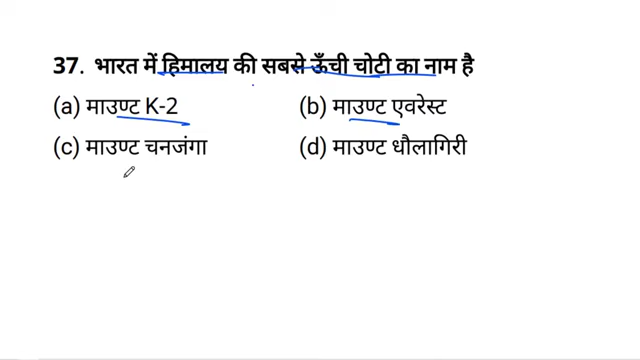 37. भारत में हिमालय की सबसे ऊँची चोटी का नाम है
(a) माउण्ट K-2 (b) माउण्ट एवरेस्ट
(c) माउण्ट चनजंगा (d) माउण्ट धौलागिरी